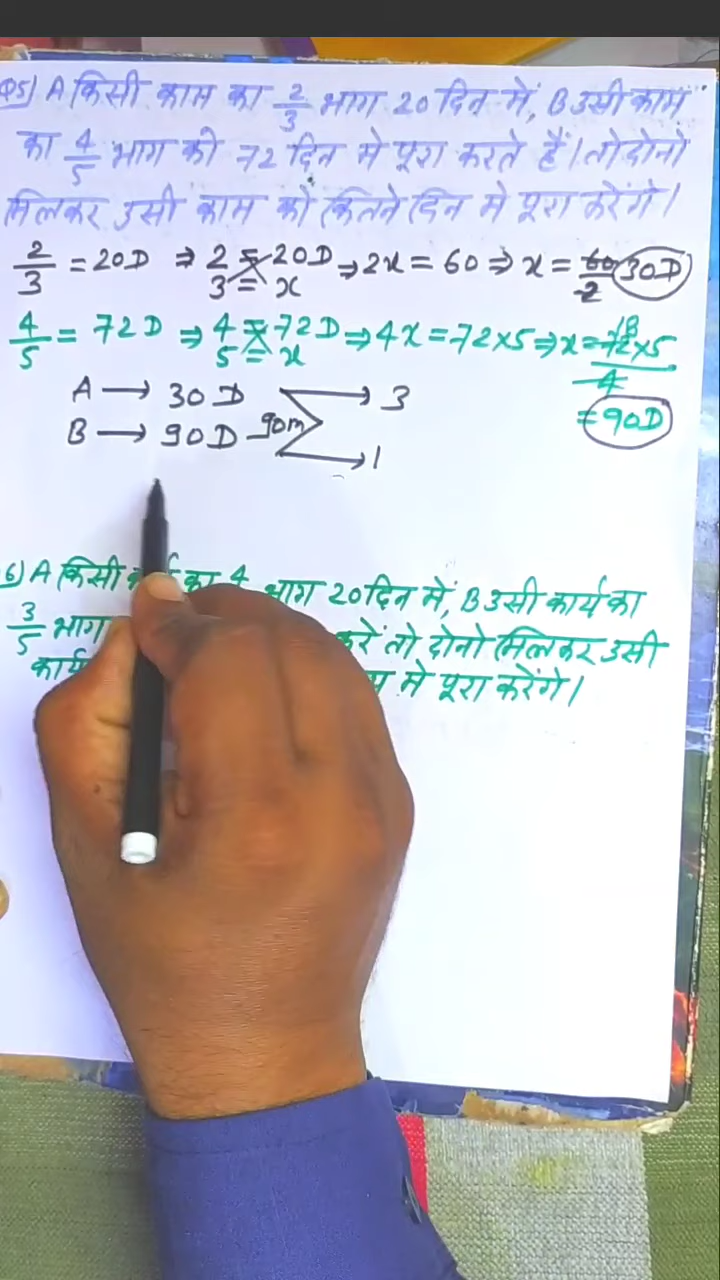 Q5) A किसी काम का 2/3 भाग 20 दिन में, B उसी काम
का 4/5 भाग को 72 दिन मे पूरा करते हैं। तो दोनो
मिलकर उसी काम को कितने दिन मे पूरा करेंगे।
2/3 = 20D ⇒ 2 = 20D 3 = x ⇒ 2x = 60 ⇒ x = 60/2 30D
4/5 = 72D ⇒ 4 = 72D 5 = x ⇒ 4x = 72×5 ⇒ x = 18 72×5/4
= 90D
A → 30D → 3
B → 90D 90m → 1
6) A किसी का 4 भाग 20 दिन में, B उसी कार्य का
3/5 भाग करें तो दोनो मिलकर उसी
कार्य मे पूरा करेंगे।